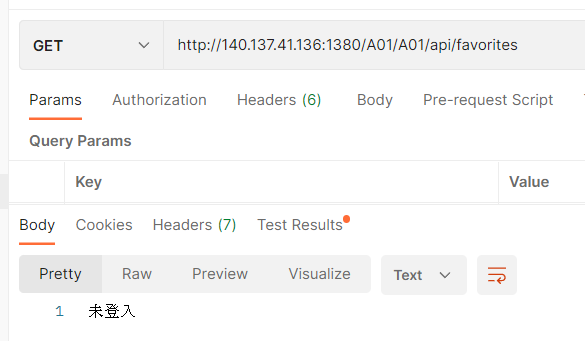 GET http://140.137.41.136:1380/A01/A01/api/favorites
Params Authorization Headers (6) Body Pre-request Script
Query Params
Key Value
Body Cookies Headers (7) Test Results
Pretty Raw Preview Visualize Text
1 未登入